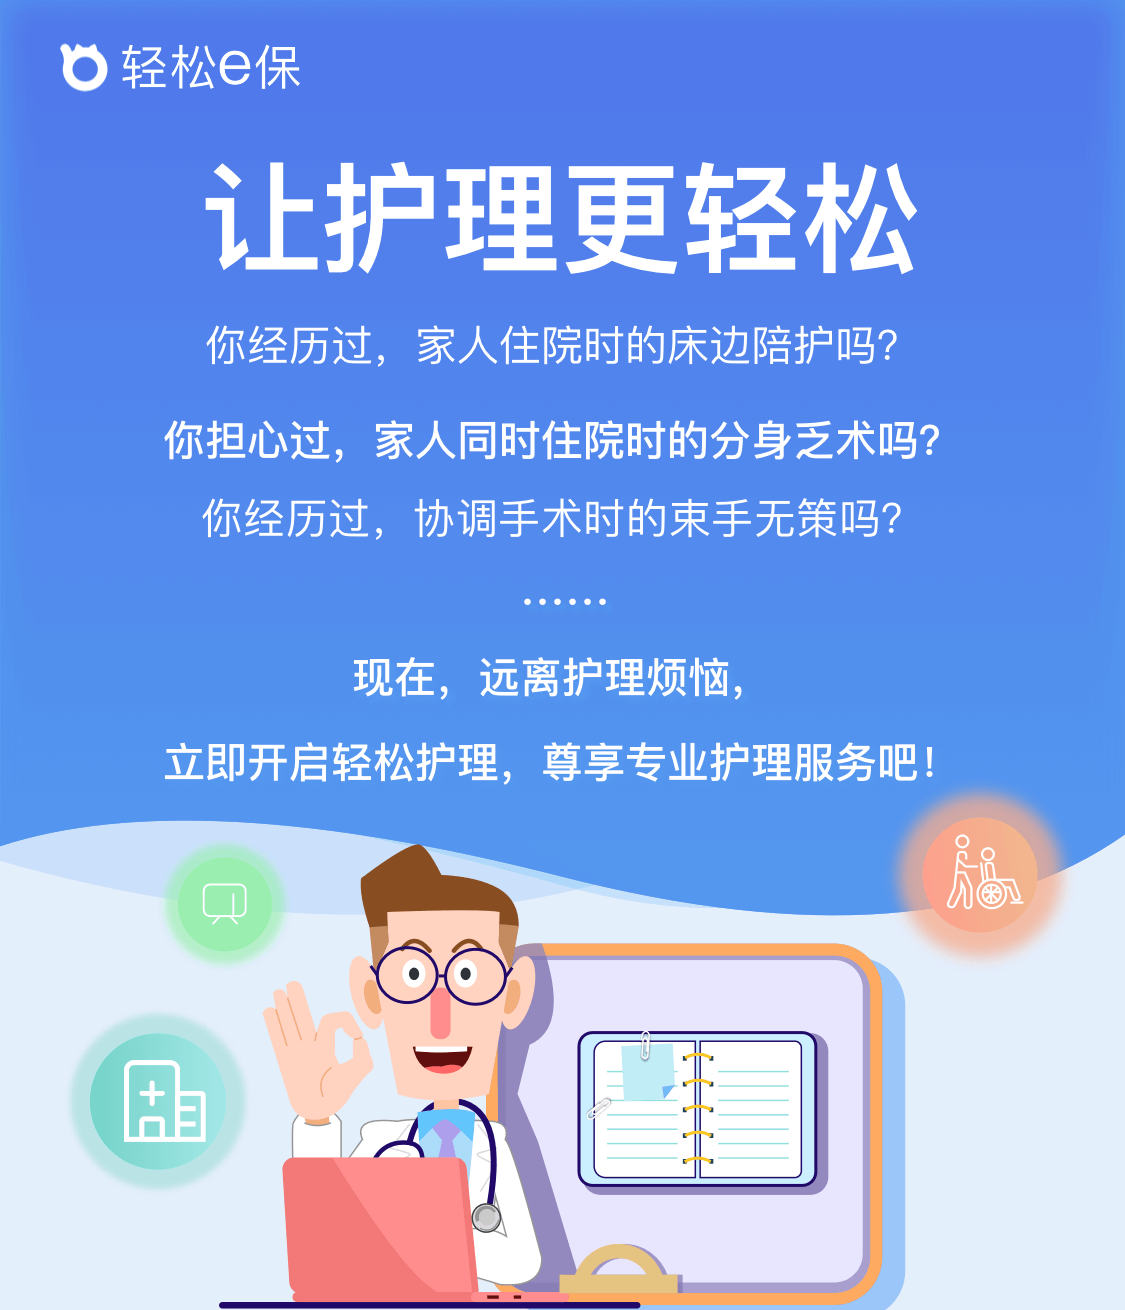 轻松e保
让护理更轻松
你经历过，家人住院时的床边陪护吗？
你担心过，家人同时住院时的分身乏术吗？
你经历过，协调手术时的束手无策吗？
······
现在，远离护理烦恼，
立即开启轻松护理，尊享专业护理服务吧！